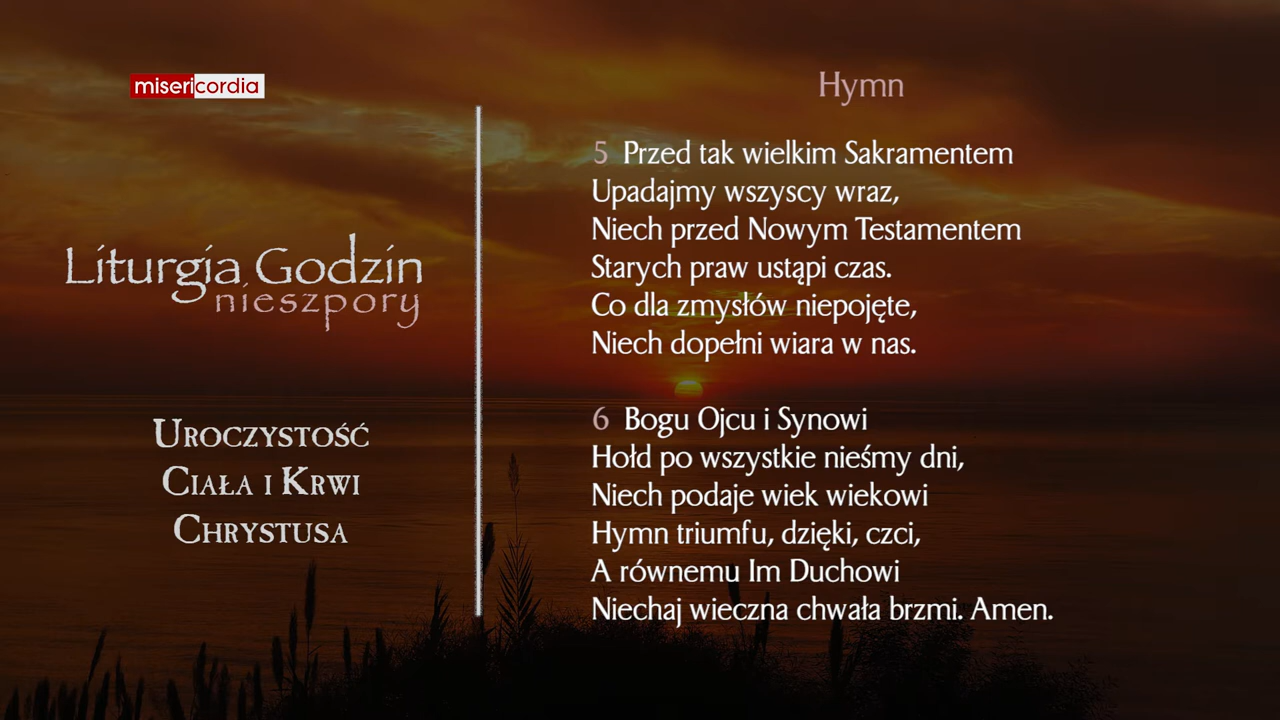 misericordia
Liturgia Godzin
nieszpory
Uroczystość
Ciała i Krwi
Chrystusa
Hymn
5 Przed tak wielkim Sakramentem
Upadajmy wszyscy wraz,
Niech przed Nowym Testamentem
Starych praw ustąpi czas.
Co dla zmysłów niepojęte,
Niech dopełni wiara w nas.
6 Bogu Ojcu i Synowi
Hołd po wszystkie nieśmy dni,
Niech podaje wiek wiekowi
Hymn triumfu, dzięki, czci,
A równemu Im Duchowi
Niechaj wieczna chwała brzmi. Amen.